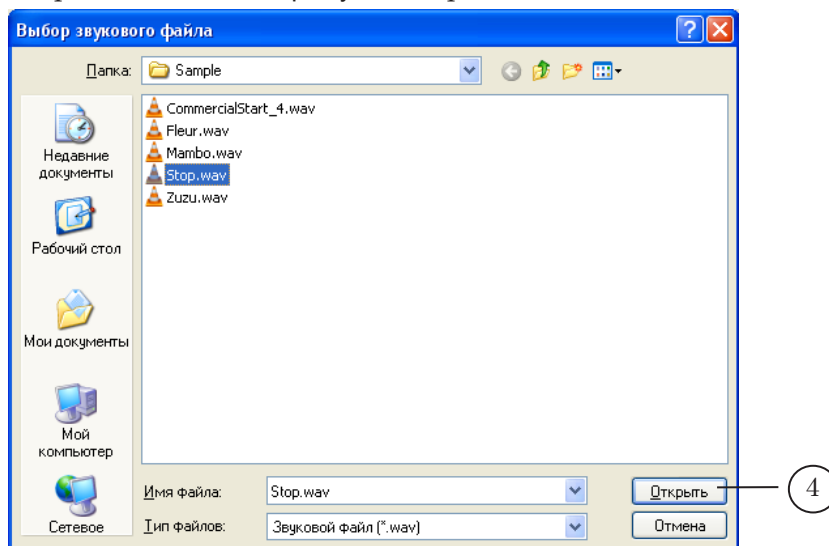 Выбор звукового файла
Папка: Sample
CommercialStart_4.wav
Fleur.wav
Mambo.wav
Stop.wav
Zuzu.wav
Недавние
документы
Рабочий стол
Мои документы
Мой
компьютер
Сетевое
Имя файла: Stop.wav Открыть 4
Тип файлов: Звуковой файл (*.wav) Отмена